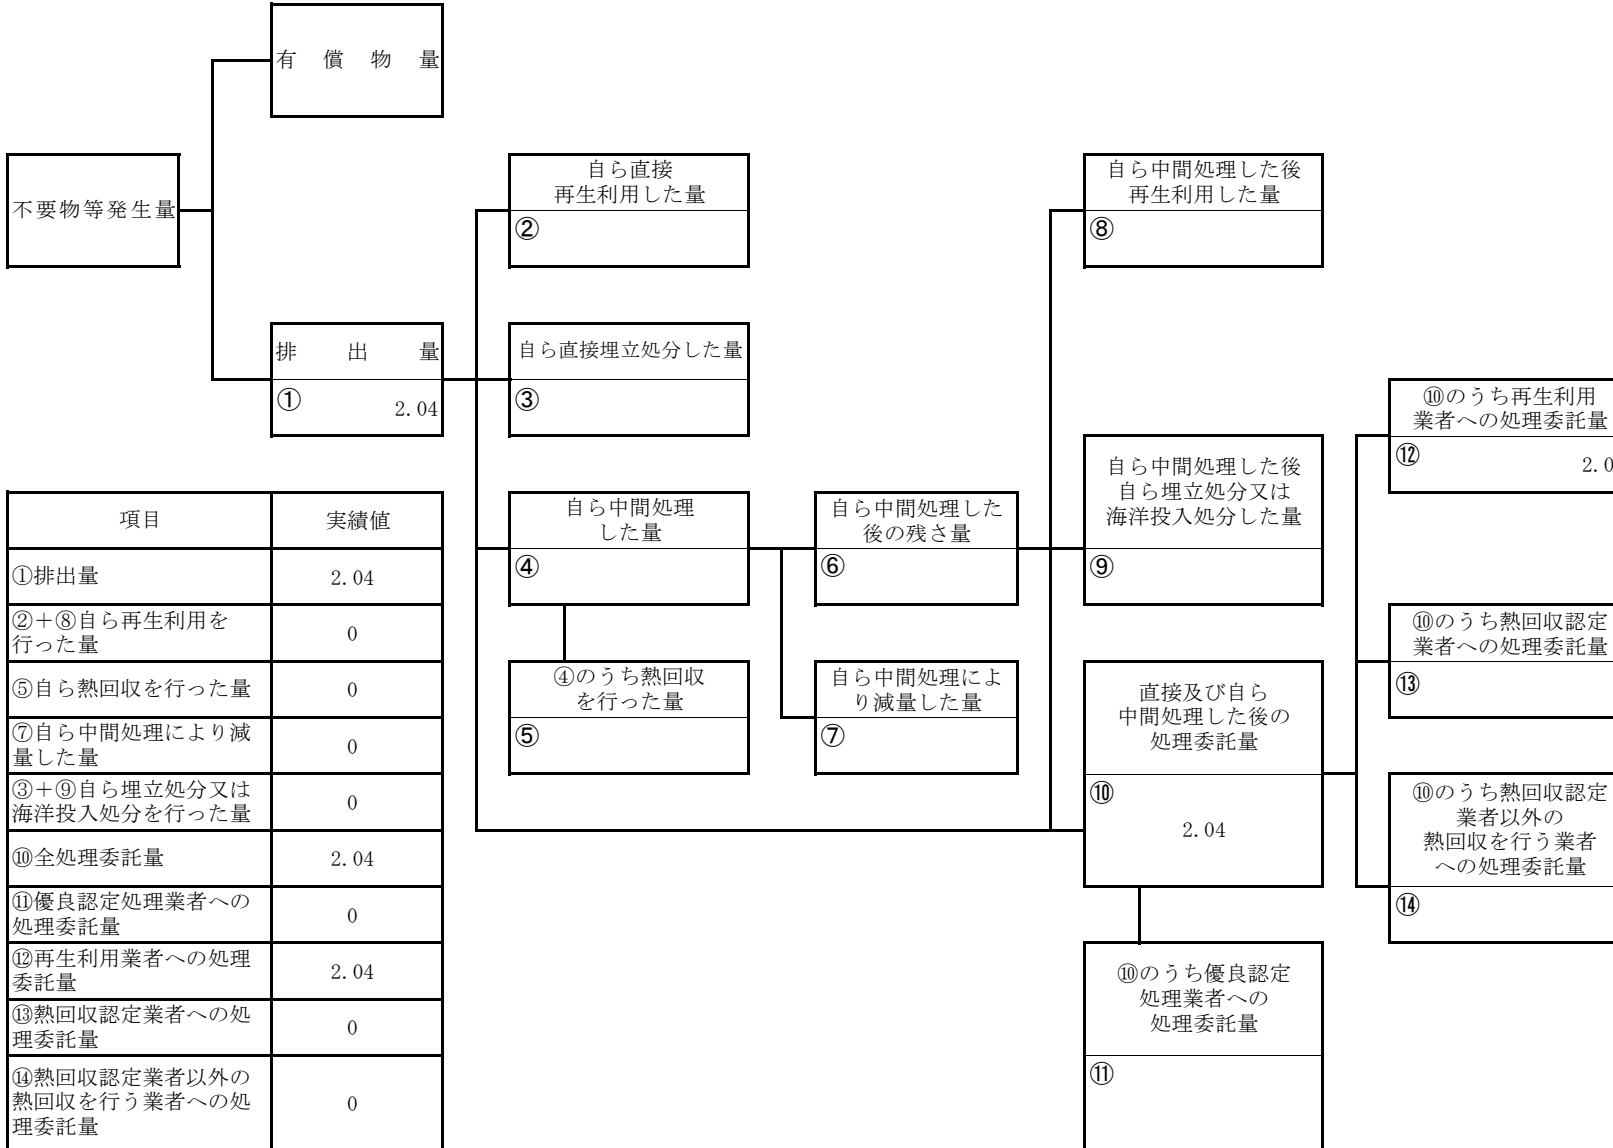 有償物量
不要物等発生量
自ら直接
再生利用した量
②
自ら中間処理した後
再生利用した量
⑧
排出量
① 2.04
自ら直接埋立処分した量
③
⑩のうち再生利用
業者への処理委託量
⑫ 2.0
自ら中間処理
した量
④
自ら中間処理した
後の残さ量
⑥
自ら中間処理した後
自ら埋立処分又は
海洋投入処分した量
⑨
⑩のうち熱回収認定
業者への処理委託量
⑬
④のうち熱回収
を行った量
⑤
自ら中間処理によ
り減量した量
⑦
直接及び自ら
中間処理した後の
処理委託量
⑩
2.04
⑩のうち熱回収認定
業者以外の
熱回収を行う業者
への処理委託量
⑭
⑩のうち優良認定
処理業者への
処理委託量
⑪
項目 実績値
①排出量 2.04
②+⑧自ら再生利用を
行った量 0
⑤自ら熱回収を行った量 0
⑦自ら中間処理により減
量した量 0
③+⑨自ら埋立処分又は
海洋投入処分を行った量 0
⑩全処理委託量 2.04
⑪優良認定処理業者への
処理委託量 0
⑫再生利用業者への処理
委託量 2.04
⑬熱回収認定業者への処
理委託量 0
⑭熱回収認定業者以外の
熱回収を行う業者への処
理委託量 0